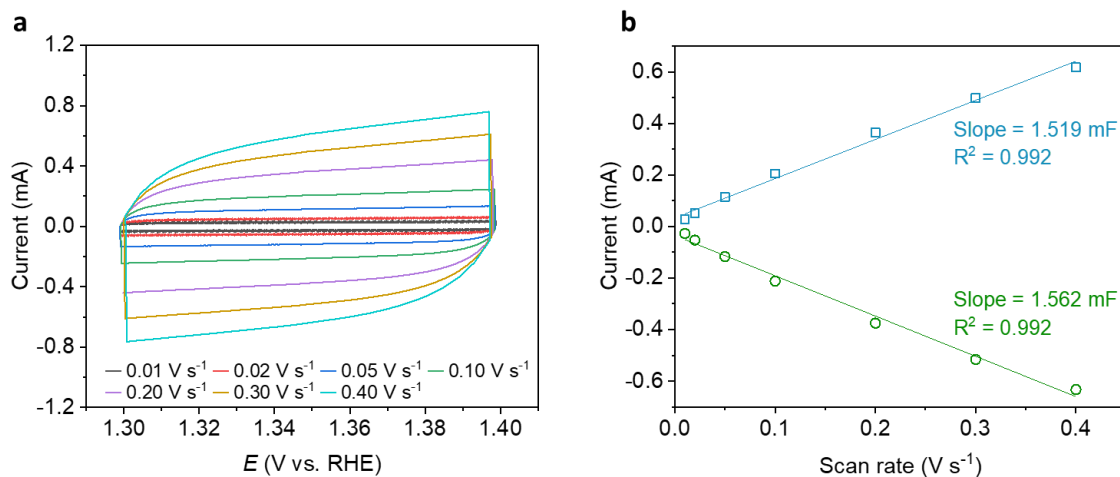 a
1.2
0.8
0.4
0.0
-0.4
-0.8
-1.2
Current (mA)
0.01 V s⁻¹ 0.02 V s⁻¹ 0.05 V s⁻¹ 0.10 V s⁻¹
0.20 V s⁻¹ 0.30 V s⁻¹ 0.40 V s⁻¹
1.30 1.32 1.34 1.36 1.38 1.40
E (V vs. RHE)
b
0.6
0.4
0.2
0.0
-0.2
-0.4
-0.6
Current (mA)
Slope = 1.519 mF
R² = 0.992
Slope = 1.562 mF
R² = 0.992
0.0 0.1 0.2 0.3 0.4
Scan rate (V s⁻¹)